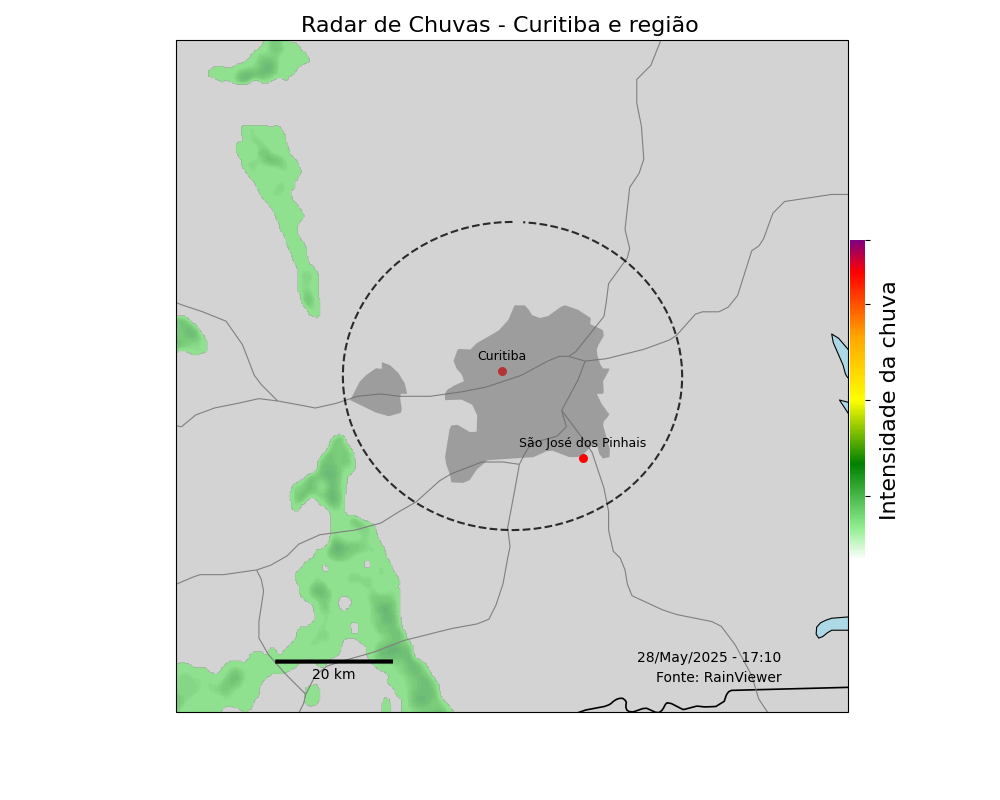 Radar de Chuvas - Curitiba e região
Curitiba
São José dos Pinhais
Intensidade da chuva
28/May/2025 - 17:10
20 km
Fonte: RainViewer